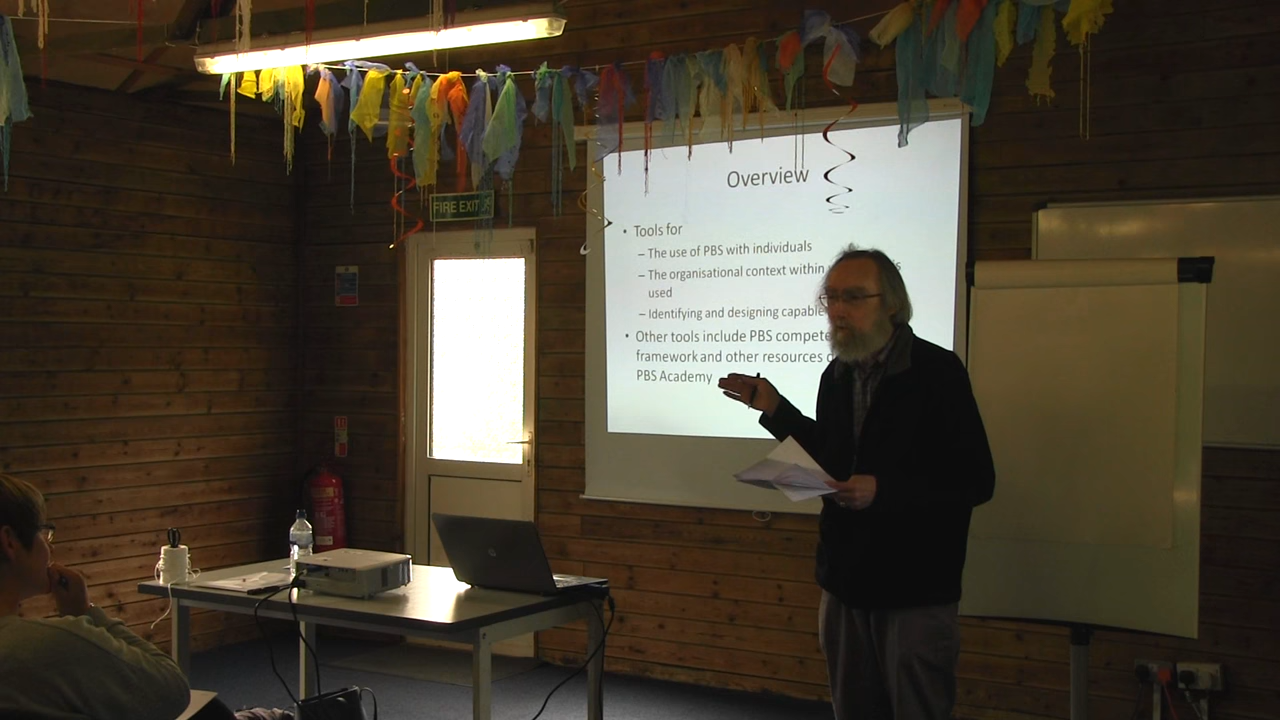 FIRE EXIT
Overview
• Tools for
– The use of PBS with individuals
– The organisational context within
used
– Identifying and designing capable
• Other tools include PBS compete
framework and other resources
PBS Academy